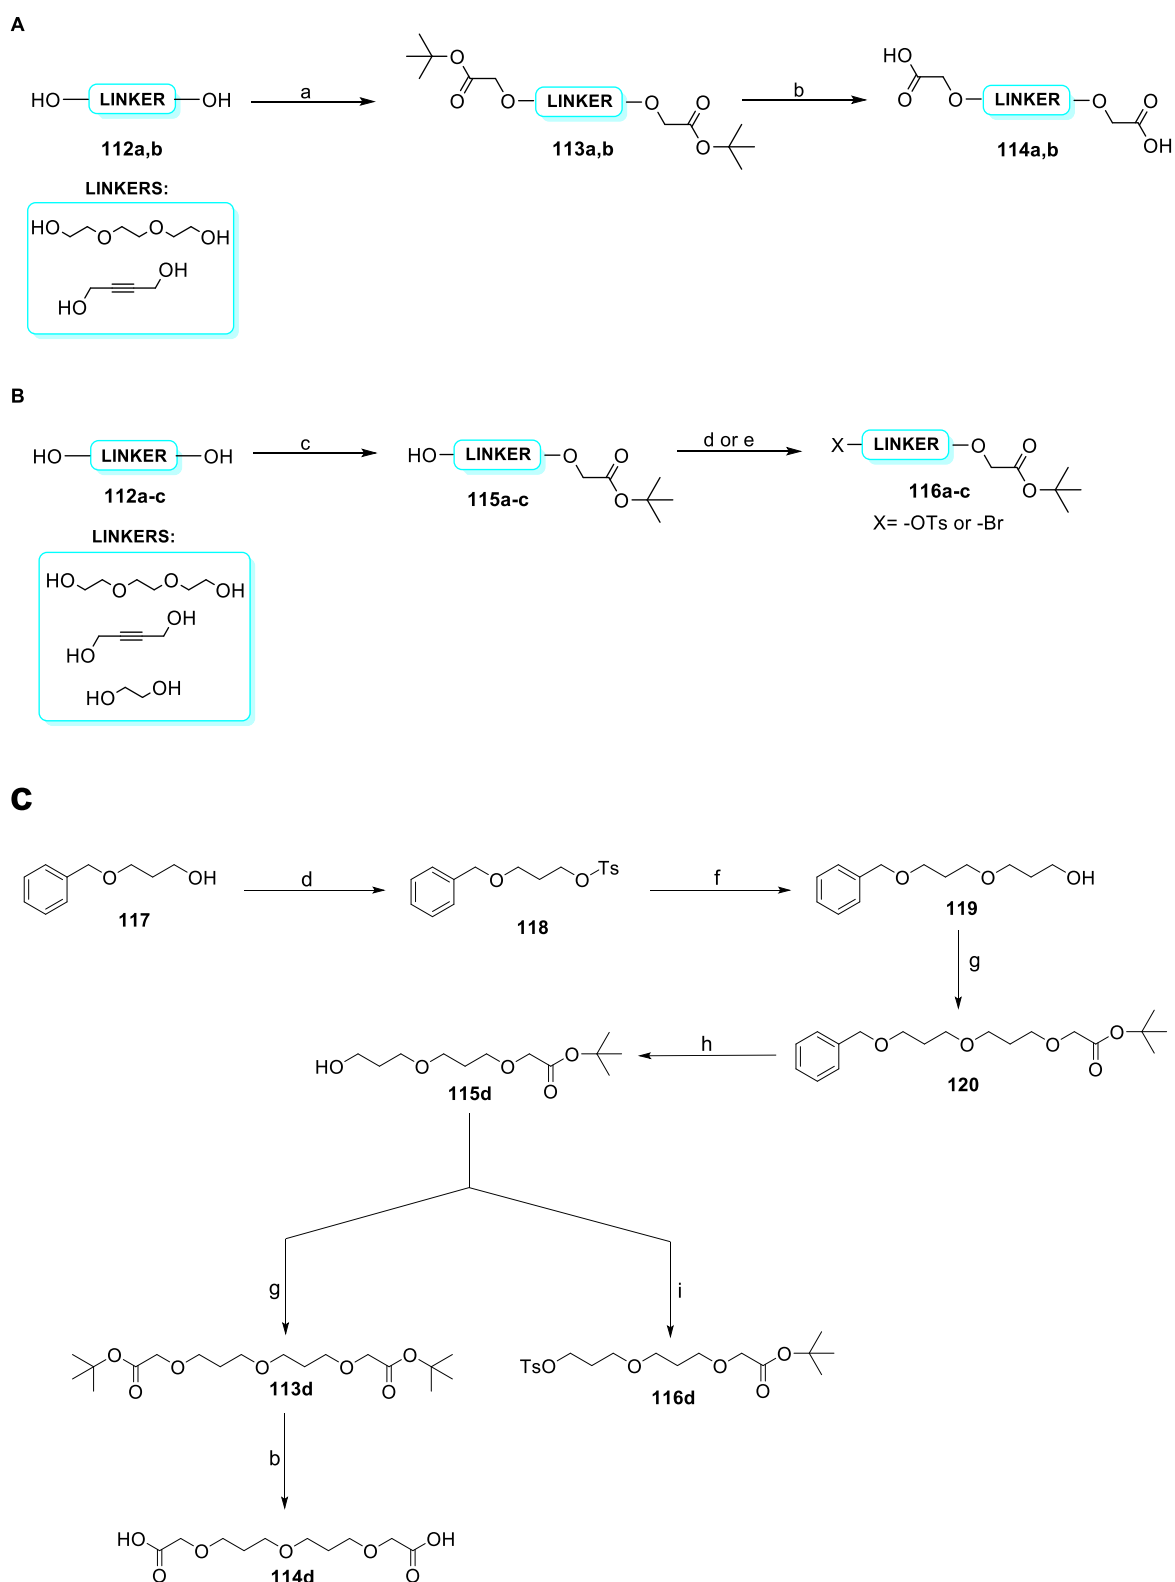 A
HO LINKER OH
a
O
O
O LINKER O
O
O
b
HO
O
O LINKER O
O
OH
112a,b
113a,b
114a,b
LINKERS:
HO O O OH
OH
HO
B
HO LINKER OH
c
HO LINKER O
O
O
d or e
X LINKER O
O
O
112a-c
115a-c
116a-c
X= -OTs or -Br
LINKERS:
HO O O OH
OH
HO
HO OH
C
O OH
d
O O Ts
f
O O OH
117
118
119
g
HO O O O
O
h
O O O O
O
115d
120
g
i
O O O O O
O O
113d
TsO O O O
O
116d
b
HO O O O OH
O O
114d